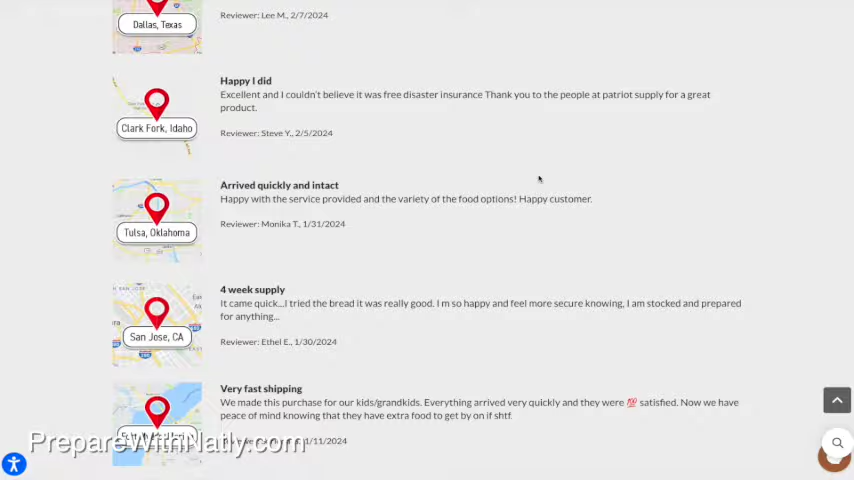 Dallas, Texas
Reviewer: Lee M., 2/7/2024
Happy I did
Excellent and I couldn't believe it was free disaster insurance Thank you to the people at patriot supply for a great
product.
Clark Fork, Idaho
Reviewer: Steve Y., 2/5/2024
Arrived quickly and intact
Happy with the service provided and the variety of the food options! Happy customer.
Tulsa, Oklahoma
Reviewer: Monika T., 1/31/2024
4 week supply
It came quick...I tried the bread it was really good. I m so happy and feel more secure knowing, I am stocked and prepared
for anything...
San Jose, CA
Reviewer: Ethel E., 1/30/2024
Very fast shipping
We made this purchase for our kids/grandkids. Everything arrived very quickly and they were 💯 satisfied. Now we have
peace of mind knowing that they have extra food to get by on if shtf.
1/11/2024
PrepareWithNatly.com